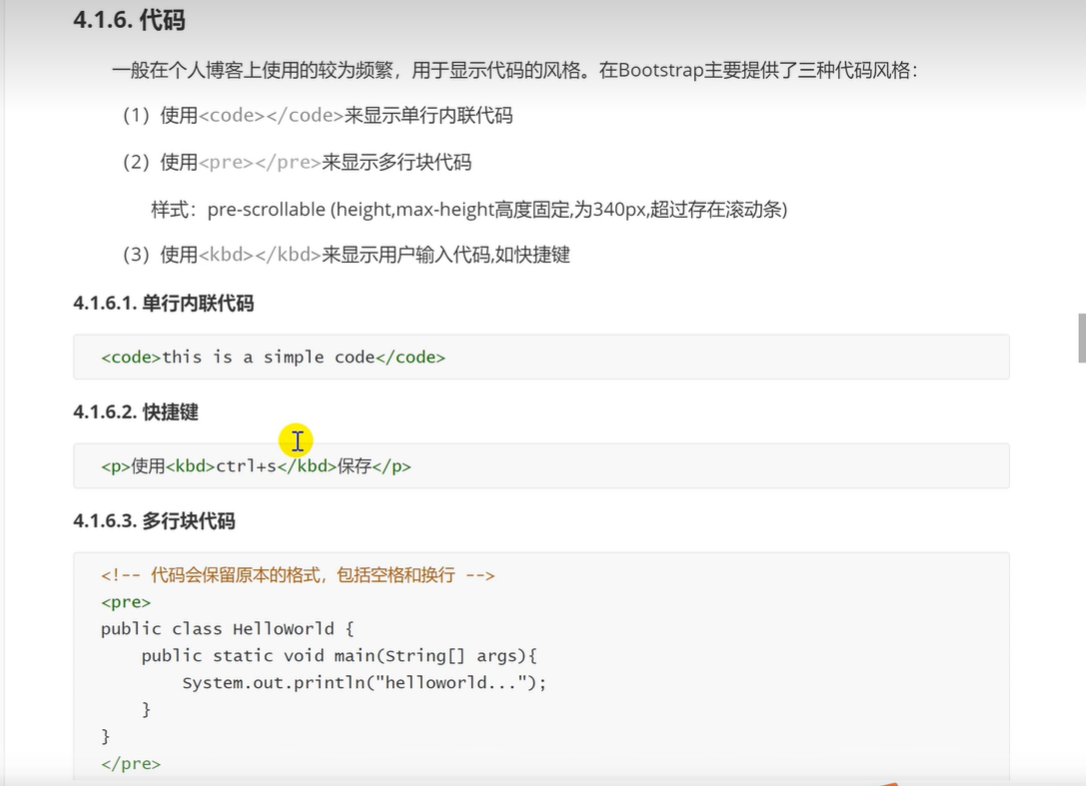 4.1.6. 代码
一般在个人博客上使用的较为频繁，用于显示代码的风格。在Bootstrap主要提供了三种代码风格：
（1）使用<code></code>来显示单行内联代码
（2）使用<pre></pre>来显示多行块代码
样式：pre-scrollable (height,max-height高度固定,为340px,超过存在滚动条)
（3）使用<kbd></kbd>来显示用户输入代码,如快捷键
4.1.6.1. 单行内联代码
<code>this is a simple code</code>
4.1.6.2. 快捷键
<p>使用<kbd>ctrl+s</kbd>保存</p>
4.1.6.3. 多行块代码
<!-- 代码会保留原本的格式，包括空格和换行 -->
<pre>
public class HelloWorld {
    public static void main(String[] args){
        System.out.println("helloworld...");
    }
}
</pre>